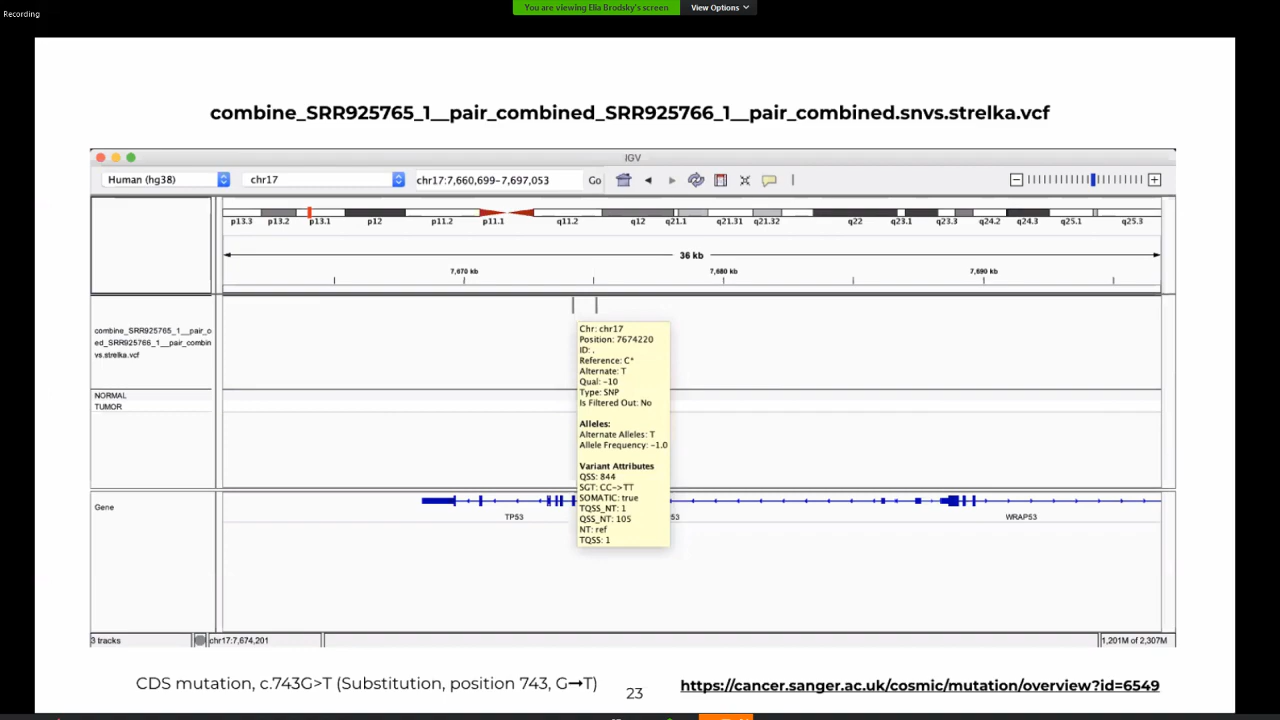 Recording
You are viewing Elia Brodsky's screen
View Options
combine_SRR925765_1__pair_combined_SRR925766_1__pair_combined.snvs.strelka.vcf
IGV
Human (hg38)
chr17
chr17:7,660,699-7,697,053
Go
p13.3 p13.2 p13.1 p12 p11.2 p11.1 q11.2 q12 q21.1 q21.31 q21.32 q22 q23.1 q23.3 q24.2 q24.3 q25.1 q25.3
36 kb
7,670 kb 7,680 kb 7,690 kb
combine_SRR925765_1__pair_o
ed_SRR925766_1__pair_combin
vs.strelka.vcf
NORMAL
TUMOR
Chr: chr17
Position: 7674220
ID: .
Reference: C*
Alternate: T
Qual: -10
Type: SNP
Is Filtered Out: No
Alleles:
Alternate Alleles: T
Allele Frequency: -1.0
Variant Attributes
QSS: 844
SGT: CC->TT
SOMATIC: true
TQSS_NT: 1
QSS_NT: 105
NT: ref
TQSS: 1
Gene
TP53 53 WRAP53
3 tracks
chr17:7,674,201
1,201M of 2,307M
CDS mutation, c.743G>T (Substitution, position 743, G→T)
23
https://cancer.sanger.ac.uk/cosmic/mutation/overview?id=6549